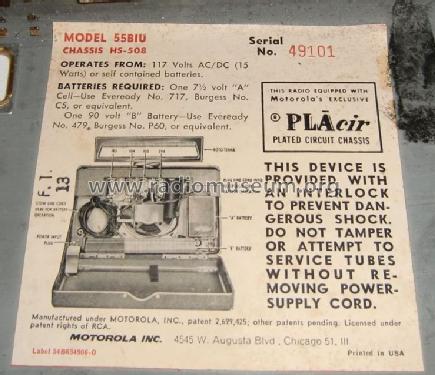 MODEL 55BIU
CHASSIS HS-508
Serial
No. 49101
OPERATES FROM: 117 Volts AC/DC (15
Watts) or self contained batteries.
BATTERIES REQUIRED: One 7½ volt "A"
Cell-Use Eveready No. 717, Burgess No.
C5, or equivalent.
One 90 volt "B" Battery-Use Eveready
No. 479, Burgess No. P60, or equivalent.
THIS RADIO EQUIPPED WITH
Motorola's EXCLUSIVE
® PLĀcir
PLATED CIRCUIT CHASSIS
THIS DEVICE IS
PROVIDED WITH
AN INTERLOCK
TO PREVENT DAN-
GEROUS SHOCK.
DO NOT TAMPER
OR ATTEMPT TO
SERVICE TUBES
WITHOUT RE-
MOVING POWER-
SUPPLY CORD.
F. I.
13
"A" BATTERY
"B" BATTERY
POWER INPUT
PLUG
www.radiomuseum.org
Manufactured under MOTOROLA, INC., patent 2,699,425; other patents pending. Licensed under
patent rights of RCA.
MOTOROLA INC. 4545 W. Augusta Blvd., Chicago 51, Ill
Printed in USA